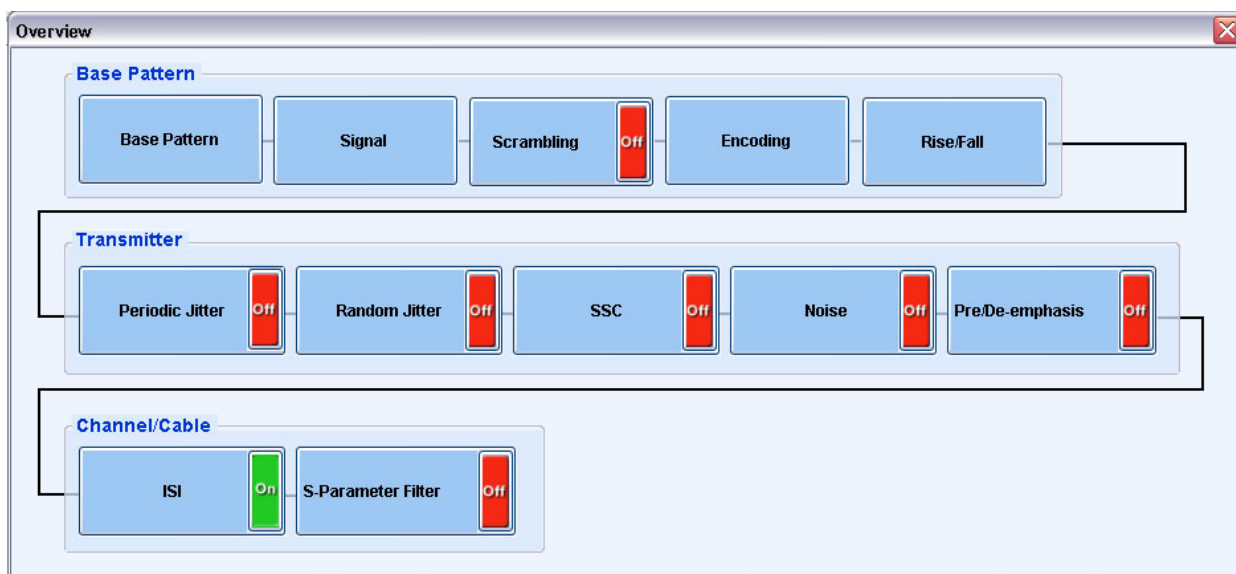 Overview
Base Pattern
Base Pattern
Signal
Scrambling
Off
Encoding
Rise/Fall
Transmitter
Periodic Jitter
Off
Random Jitter
Off
SSC
Off
Noise
Off
Pre/De-emphasis
Off
Channel/Cable
ISI
On
S-Parameter Filter
Off